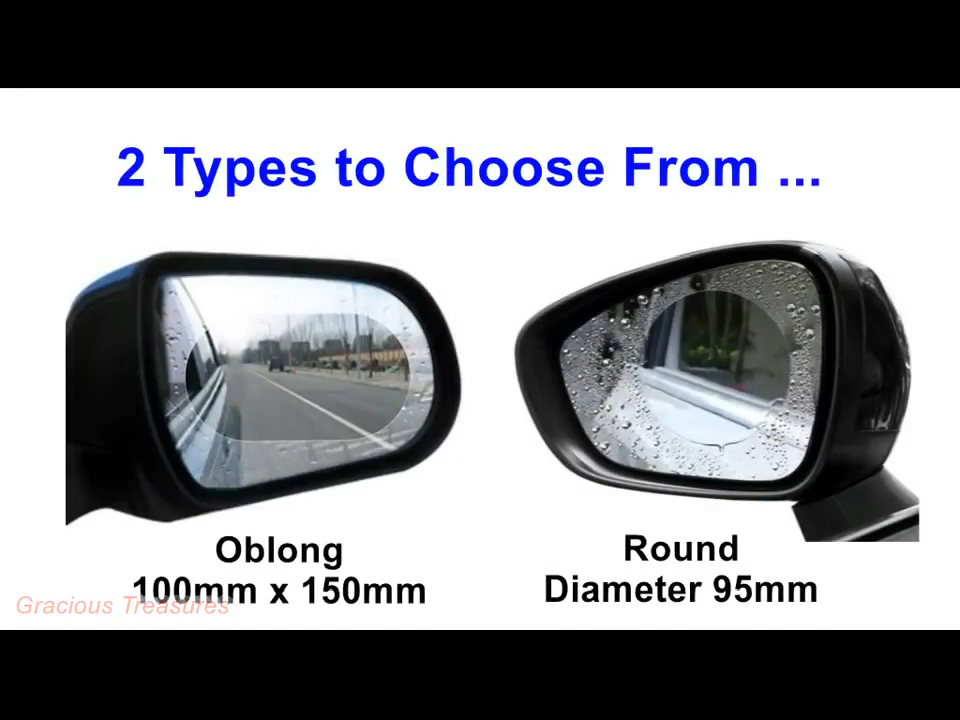 2 Types to Choose From ...
Oblong
100mm x 150mm
Round
Diameter 95mm
Gracious Treasures